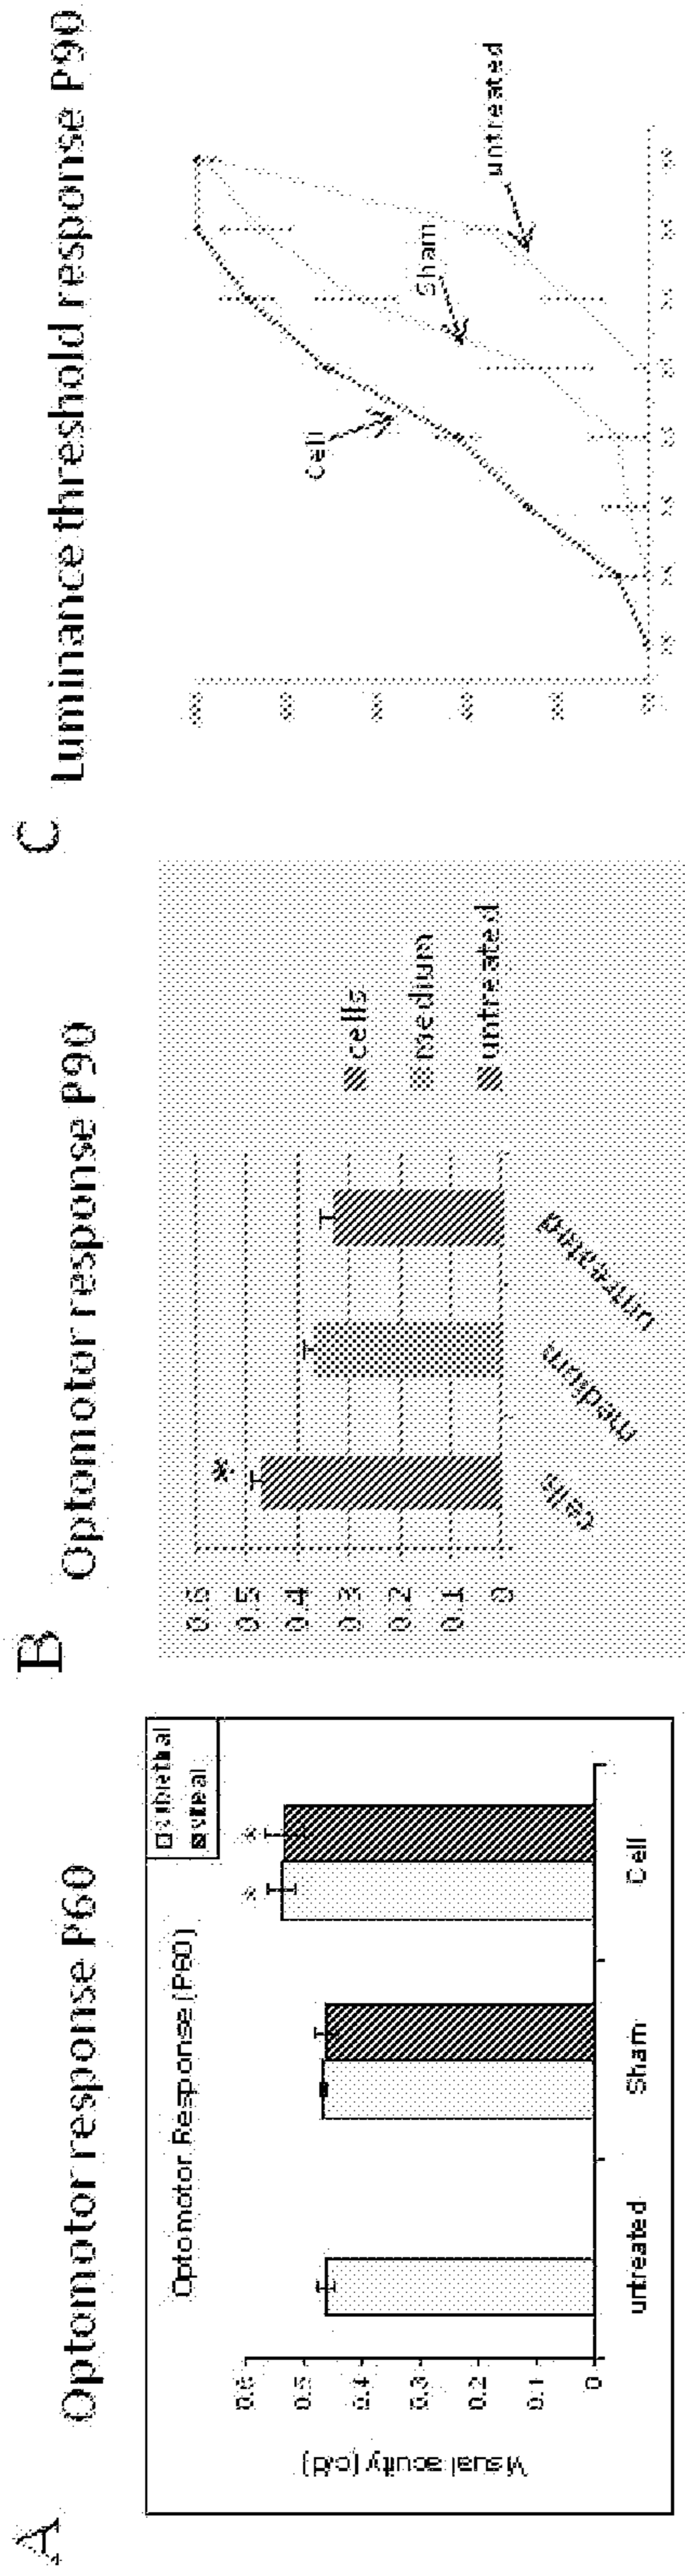 A
Optomotor response P60
Optomotor Response (P60)
subretinal
vitreal
Visual acuity (c/d)
0.6
0.5
0.4
0.3
0.2
0.1
0
untreated
Sham
Cell
*
*
B
Optomotor response P90
0.6
0.5
0.4
0.3
0.2
0.1
0
*
cells
medium
untreated
cells
medium
untreated
C
Luminance threshold response P90
Cell
Sham
untreated